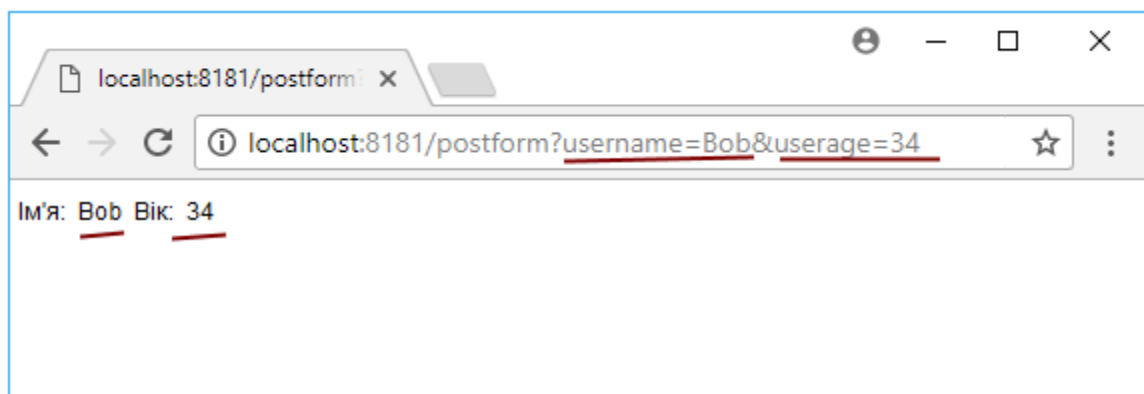 localhost:8181/postform
localhost:8181/postform?username=Bob&userage=34
Ім'я: Bob Вік: 34